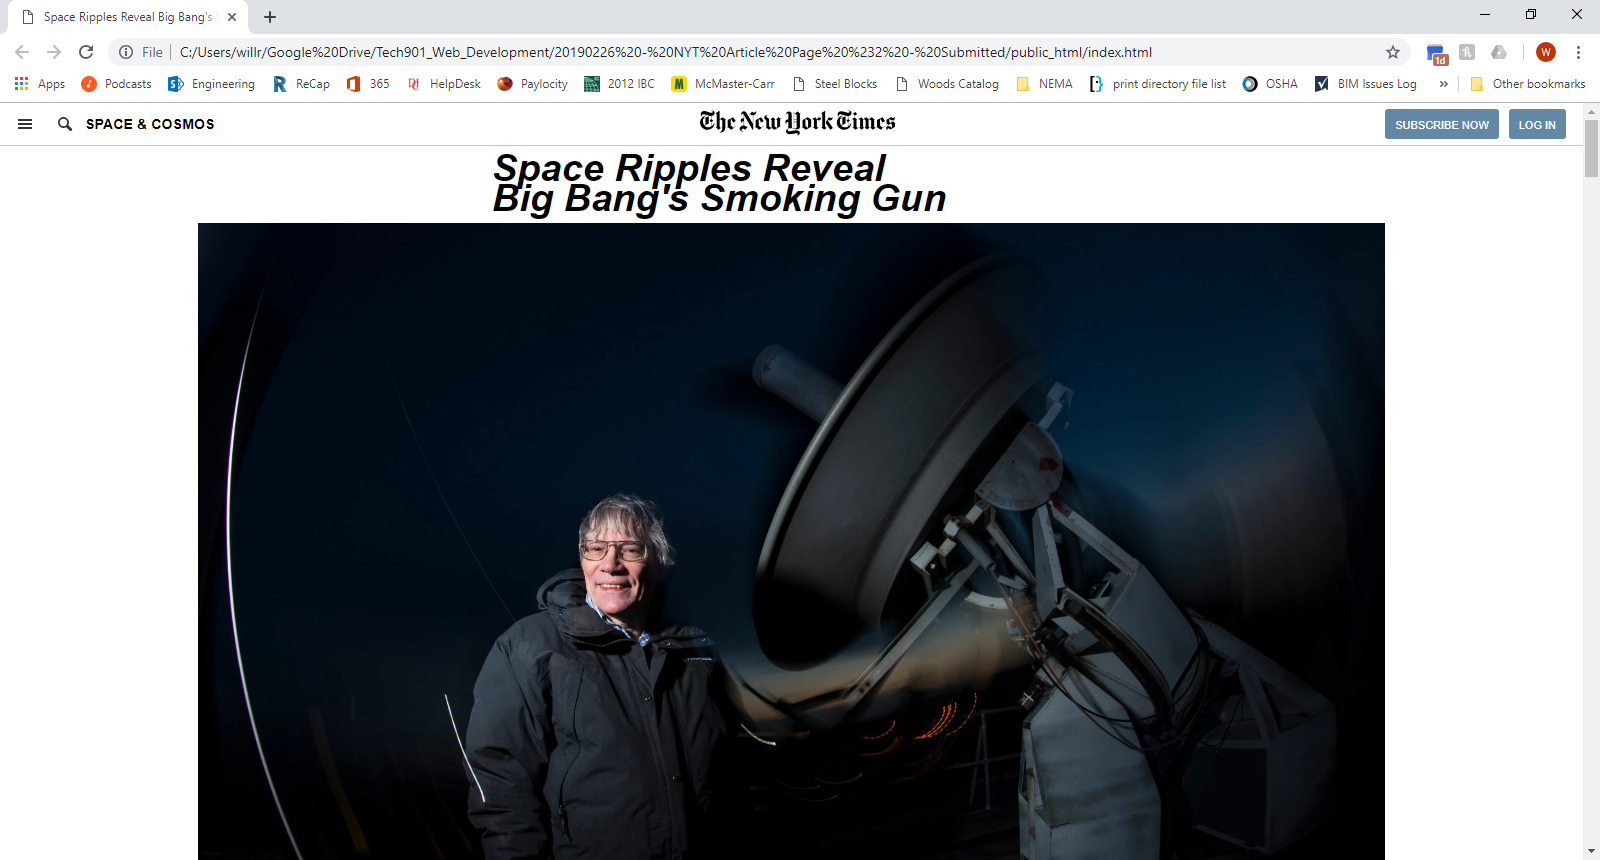 Space Ripples Reveal Big Bang's
File C:/Users/willr/Google%20Drive/Tech901_Web_Development/20190226%20-%20NYT%20Article%20Page%20%232%20-%20Submitted/public_html/index.html
1d
W
Apps Podcasts Engineering ReCap 365 HelpDesk Paylocity 2012 IBC McMaster-Carr Steel Blocks Woods Catalog NEMA print directory file list OSHA BIM Issues Log » Other bookmarks
SPACE & COSMOS The New York Times SUBSCRIBE NOW LOG IN
Space Ripples Reveal
Big Bang's Smoking Gun